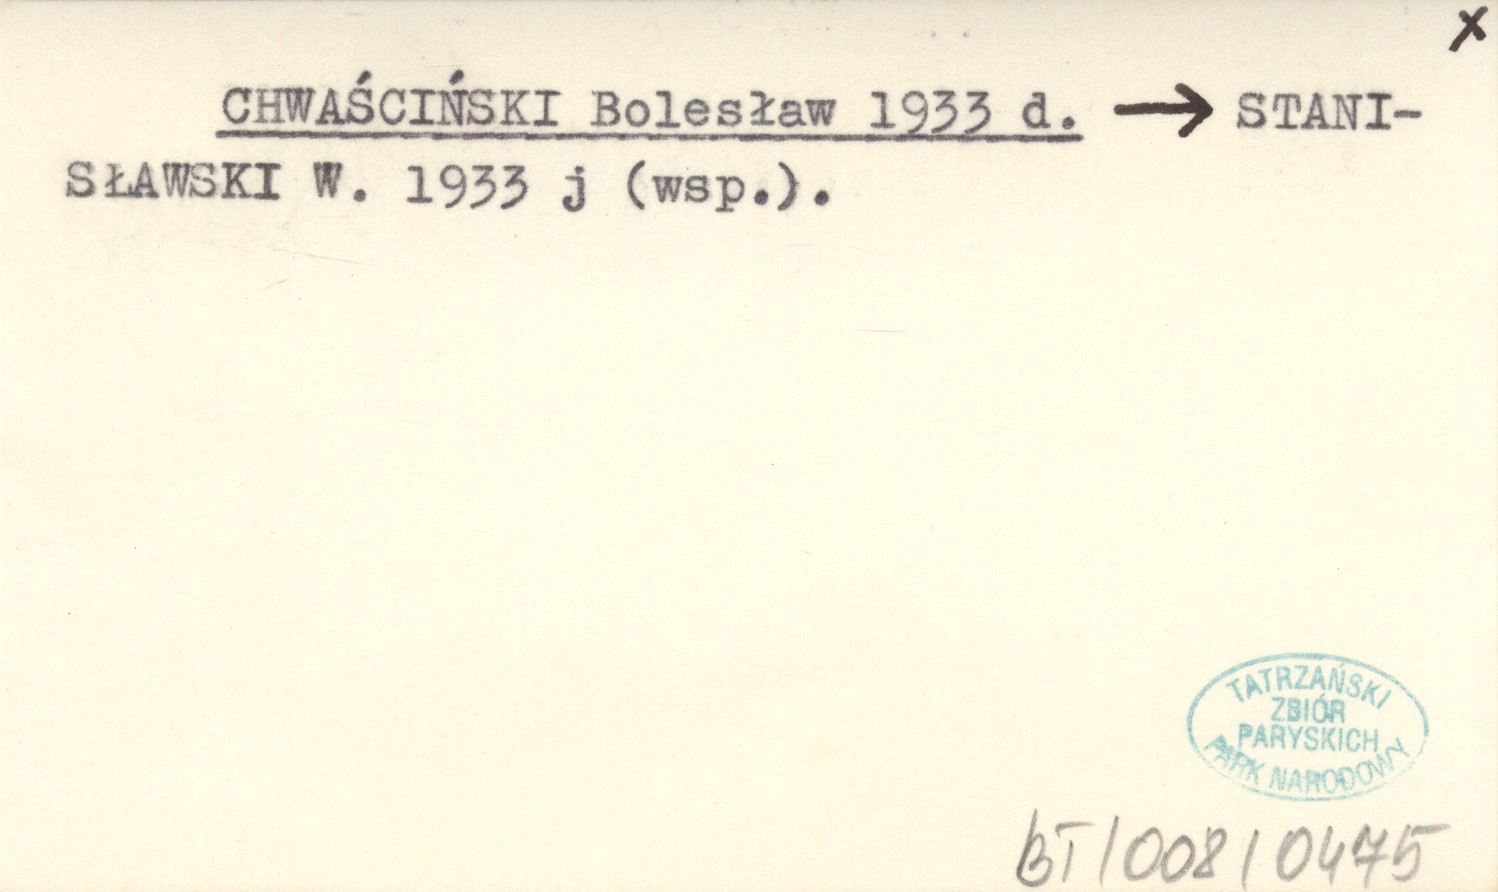 x
CHWAŚCIŃSKI Bolesław 1933 d. → STANI-
SŁAWSKI W. 1933 j (wsp.).
TATRZAŃSKI
ZBIÓR
PARYSKICH
PARK NARODOWY
BT/008/0475